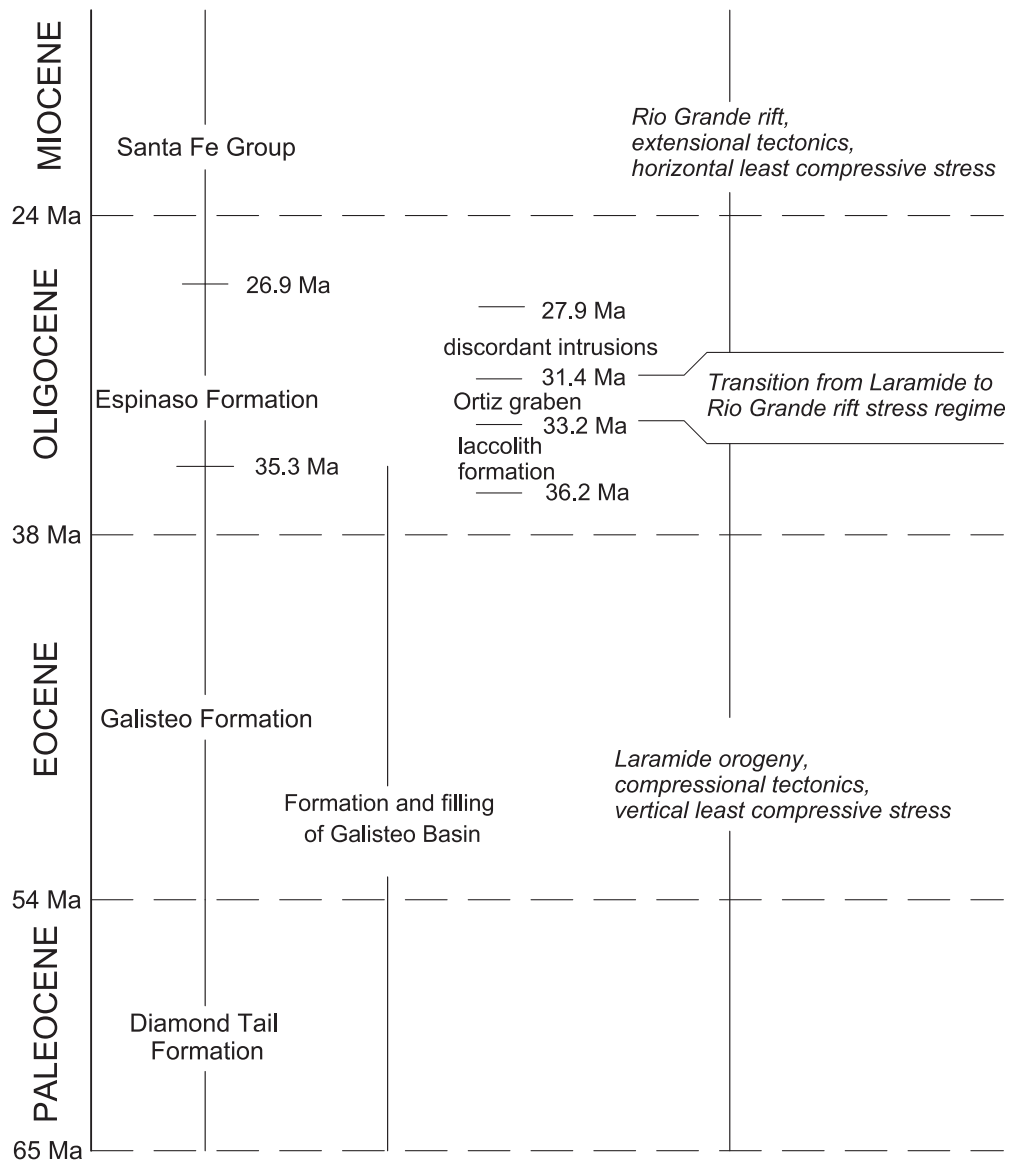 MIOCENE
Santa Fe Group
Rio Grande rift,
extensional tectonics,
horizontal least compressive stress
24 Ma
OLIGOCENE
26.9 Ma
27.9 Ma
discordant intrusions
31.4 Ma
Espinaso Formation
Ortiz graben
Transition from Laramide to
Rio Grande rift stress regime
33.2 Ma
laccolith
formation
35.3 Ma
36.2 Ma
38 Ma
EOCENE
Galisteo Formation
Laramide orogeny,
compressional tectonics,
vertical least compressive stress
Formation and filling
of Galisteo Basin
54 Ma
PALEOCENE
Diamond Tail
Formation
65 Ma